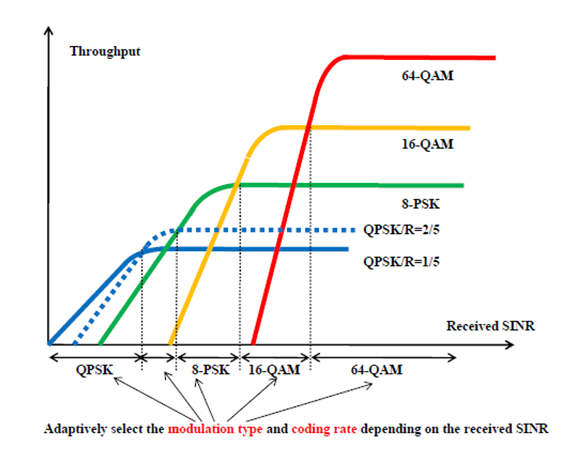 Throughput
64-QAM
16-QAM
8-PSK
QPSK/R=2/5
QPSK/R=1/5
Received SINR
QPSK
8-PSK
16-QAM
64-QAM
Adaptively select the modulation type and coding rate depending on the received SINR